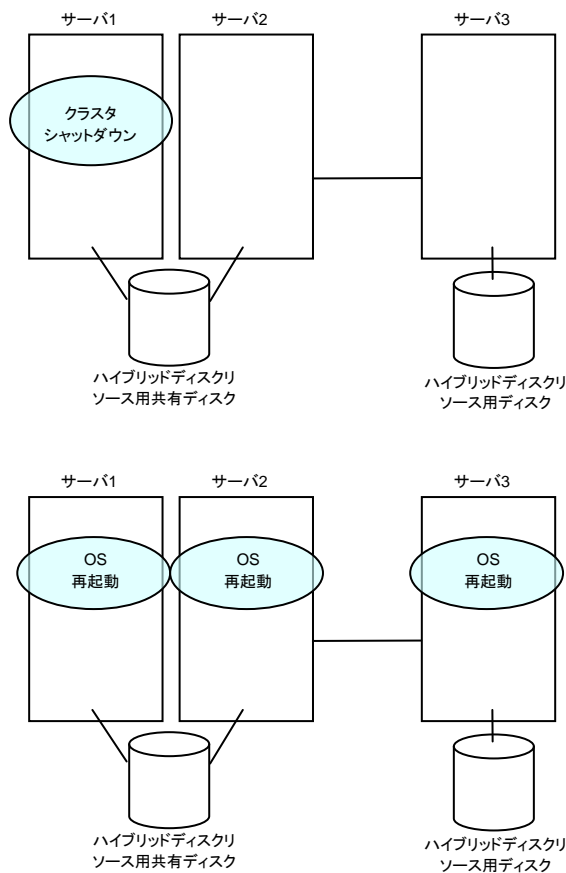 サーバ1
サーバ2
サーバ3
クラスタ
シャットダウン
ハイブリッドディスクリ
ソース用共有ディスク
ハイブリッドディスクリ
ソース用ディスク
サーバ1
サーバ2
サーバ3
OS
再起動
OS
再起動
OS
再起動
ハイブリッドディスクリ
ソース用共有ディスク
ハイブリッドディスクリ
ソース用ディスク